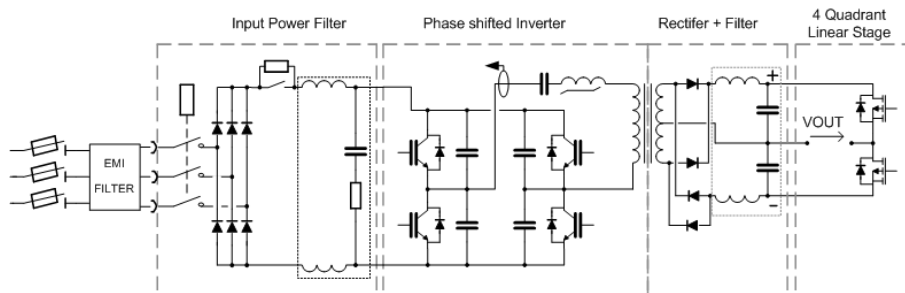 Input Power Filter
Phase shifted Inverter
Rectifer + Filter
4 Quadrant
Linear Stage
EMI
FILTER
+
VOUT
-